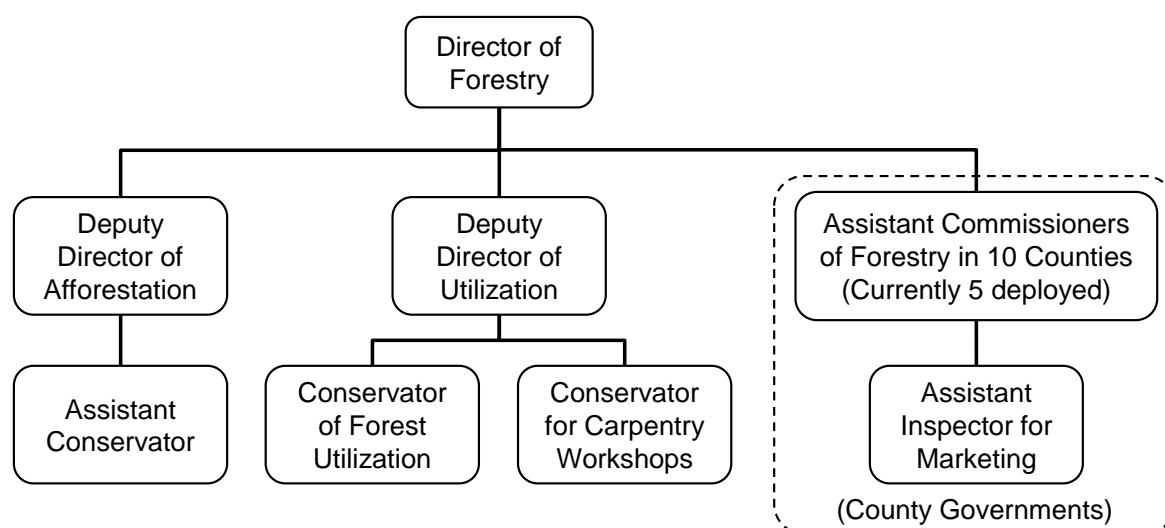 Director of
Forestry
Deputy
Director of
Afforestation
Deputy
Director of
Utilization
Assistant Commissioners
of Forestry in 10 Counties
(Currently 5 deployed)
Assistant
Conservator
Conservator
of Forest
Utilization
Conservator
for Carpentry
Workshops
Assistant
Inspector for
Marketing
(County Governments)